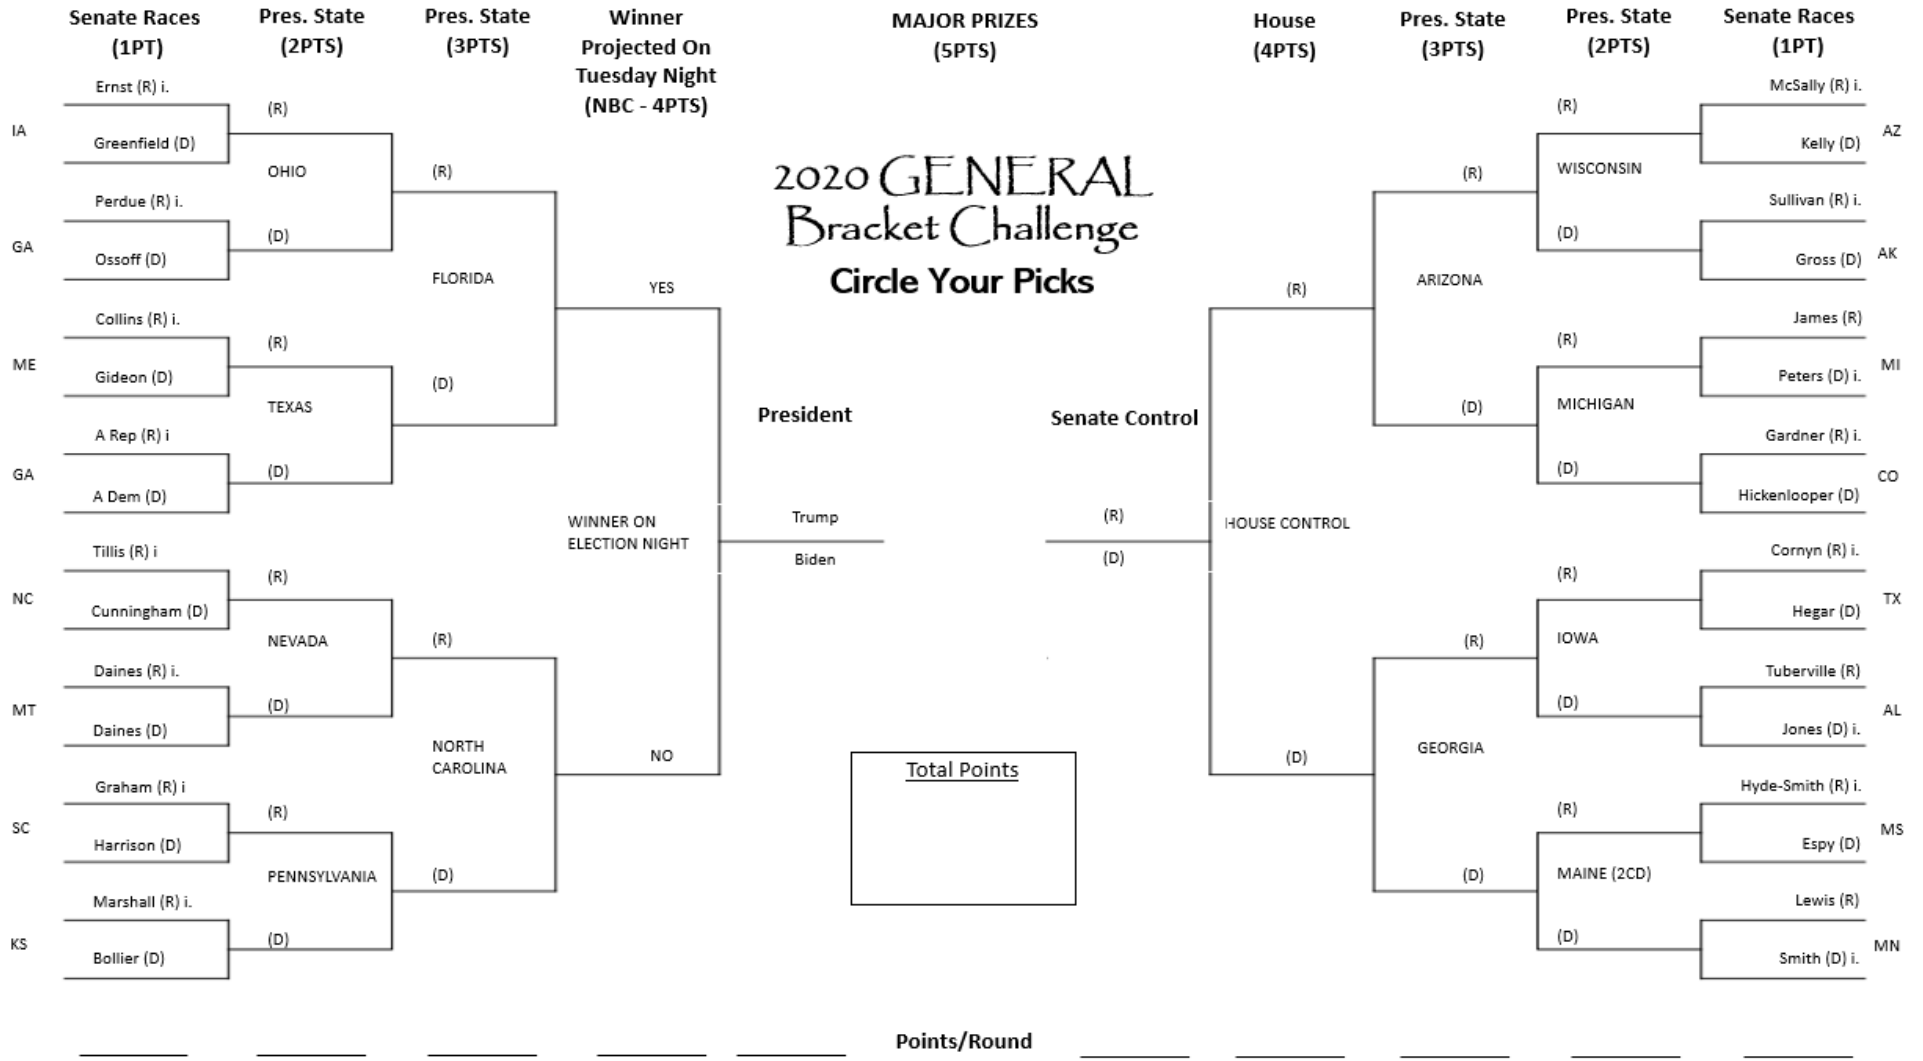 Senate Races
(1PT)
Pres. State
(2PTS)
Pres. State
(3PTS)
Winner
Projected On
Tuesday Night
(NBC - 4PTS)
MAJOR PRIZES
(5PTS)
House
(4PTS)
Pres. State
(3PTS)
Pres. State
(2PTS)
Senate Races
(1PT)
2020 GENERAL
Bracket Challenge
Circle Your Picks
IA
Ernst (R) i.
Greenfield (D)
GA
Perdue (R) i.
Ossoff (D)
ME
Collins (R) i.
Gideon (D)
GA
A Rep (R) i
A Dem (D)
NC
Tillis (R) i
Cunningham (D)
MT
Daines (R) i.
Daines (D)
SC
Graham (R) i
Harrison (D)
KS
Marshall (R) i.
Bollier (D)
(R)
OHIO
(D)
(R)
TEXAS
(D)
(R)
NEVADA
(D)
(R)
PENNSYLVANIA
(D)
(R)
FLORIDA
(D)
(R)
NORTH
CAROLINA
(D)
YES
WINNER ON
ELECTION NIGHT
NO
President
Trump
Biden
Senate Control
(R)
(D)
Total Points
(R)
HOUSE CONTROL
(D)
(R)
ARIZONA
(D)
(R)
GEORGIA
(D)
(R)
WISCONSIN
(D)
(R)
MICHIGAN
(D)
(R)
IOWA
(D)
(R)
MAINE (2CD)
(D)
McSally (R) i.
Kelly (D)
AZ
Sullivan (R) i.
Gross (D)
AK
James (R)
Peters (D) i.
MI
Gardner (R) i.
Hickenlooper (D)
CO
Cornyn (R) i.
Hegar (D)
TX
Tuberville (R)
Jones (D) i.
AL
Hyde-Smith (R) i.
Espy (D)
MS
Lewis (R)
Smith (D) i.
MN
Points/Round